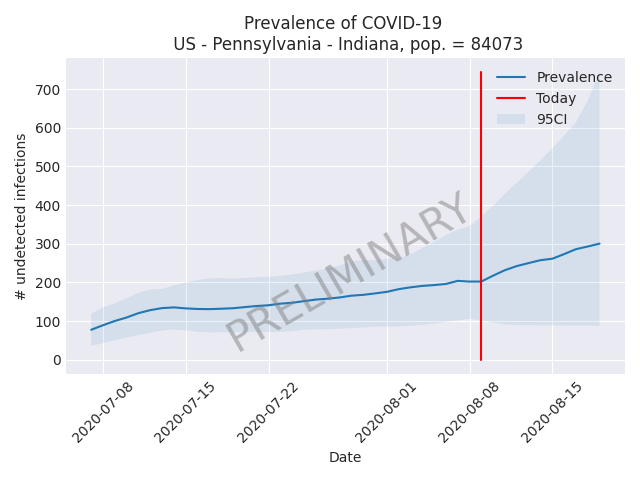 Prevalence of COVID-19
US - Pennsylvania - Indiana, pop. = 84073
# undetected infections
700
600
500
400
300
200
100
0
Prevalence
Today
95CI
PRELIMINARY
2020-07-08
2020-07-15
2020-07-22
2020-08-01
2020-08-08
2020-08-15
Date